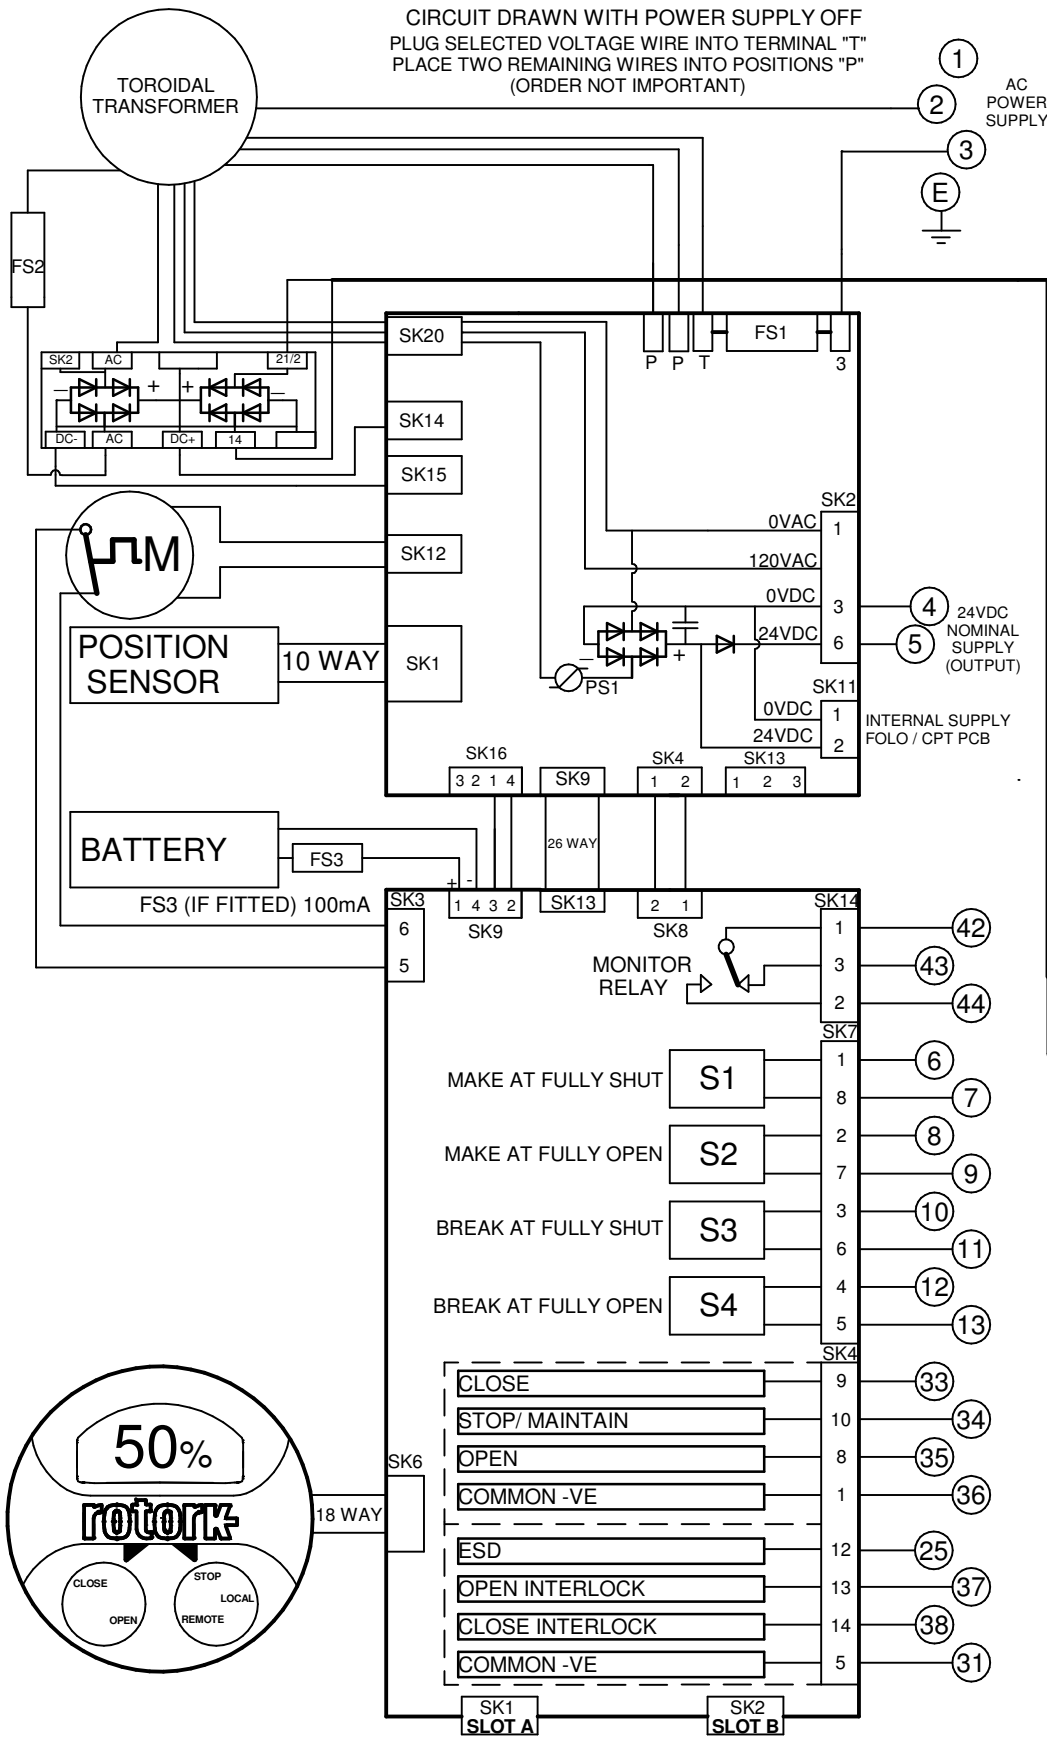 CIRCUIT DRAWN WITH POWER SUPPLY OFF
PLUG SELECTED VOLTAGE WIRE INTO TERMINAL "T"
PLACE TWO REMAINING WIRES INTO POSITIONS "P"
(ORDER NOT IMPORTANT)
TOROIDAL
TRANSFORMER
1
2
3
E
AC
POWER
SUPPLY
FS2
SK2
AC
21/2
– + + –
DC-
AC
DC+
14
SK20
SK14
SK15
SK12
SK1
P
P
T
FS1
3
M
POSITION
SENSOR
10 WAY
SK2
0VAC
1
120VAC
0VDC
3
24VDC
6
4
5
24VDC
NOMINAL
SUPPLY
(OUTPUT)
– +
PS1
SK11
0VDC
1
24VDC
2
INTERNAL SUPPLY
FOLO / CPT PCB
SK16
3 2 1 4
SK9
SK4
1 2
SK13
1 2 3
BATTERY
FS3
FS3 (IF FITTED) 100mA
26 WAY
+ -
SK3
6
5
1 4 3 2
SK9
SK13
2 1
SK8
MONITOR
RELAY
SK14
1
3
2
42
43
44
SK7
MAKE AT FULLY SHUT
S1
1
8
6
7
MAKE AT FULLY OPEN
S2
2
7
8
9
BREAK AT FULLY SHUT
S3
3
6
10
11
BREAK AT FULLY OPEN
S4
4
5
12
13
SK4
CLOSE 9 33
STOP/ MAINTAIN 10 34
OPEN 8 35
COMMON -VE 1 36
ESD 12 25
OPEN INTERLOCK 13 37
CLOSE INTERLOCK 14 38
COMMON -VE 5 31
50%
rotork
CLOSE
OPEN
STOP
LOCAL
REMOTE
18 WAY
SK6
SK1
SLOT A
SK2
SLOT B